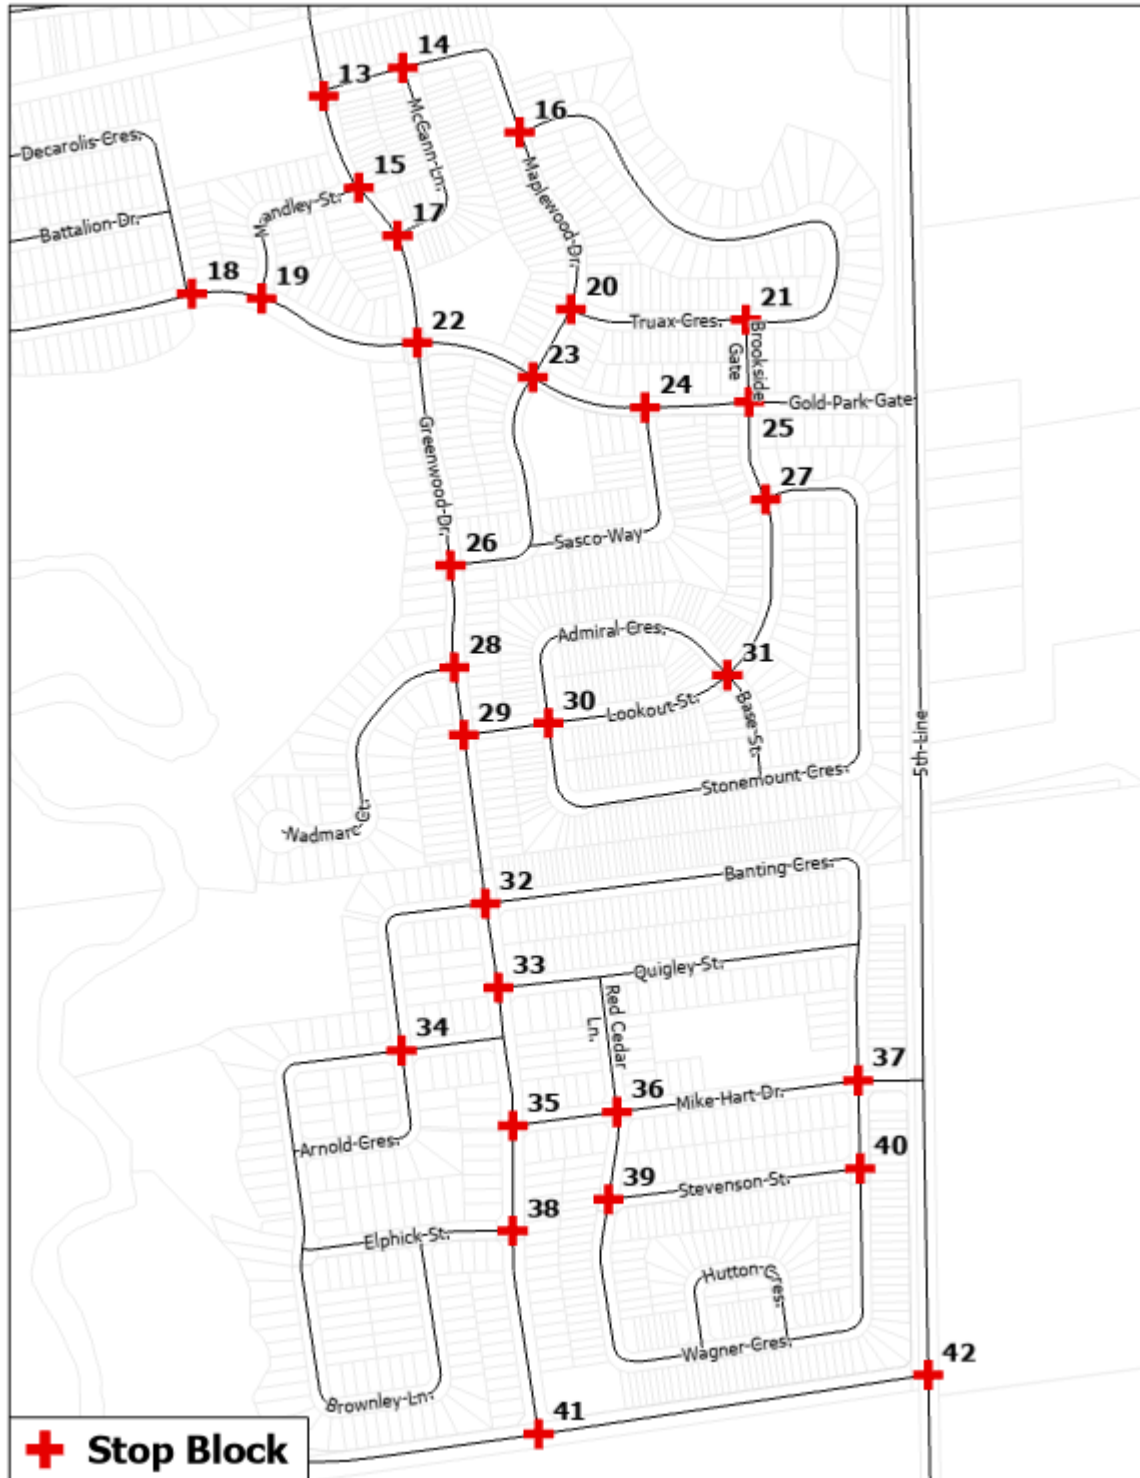 14
13
16
McCann Ln.
Decarolis Cres.
15
Maplewood Dr.
Mandley St.
17
Battalion Dr.
18
19
20
21
Truax Cres.
Brookside
Gate
22
23
24
Gold Park Gate
25
Greenwood Dr.
27
26
Sasco Way
Admiral Cres.
28
31
29
30
Lookout St.
Base St.
5th Line
Stonemount Cres.
Wadmarc Ct.
32
Banting Cres.
33
Quigley St.
Red Cedar
Ln.
34
37
35
36
Mike Hart Dr.
Arnold Cres.
40
39
Stevenson St.
38
Elphick St.
Hutton Cres.
Wagner Cres.
42
Brownley Ln.
41
Stop Block